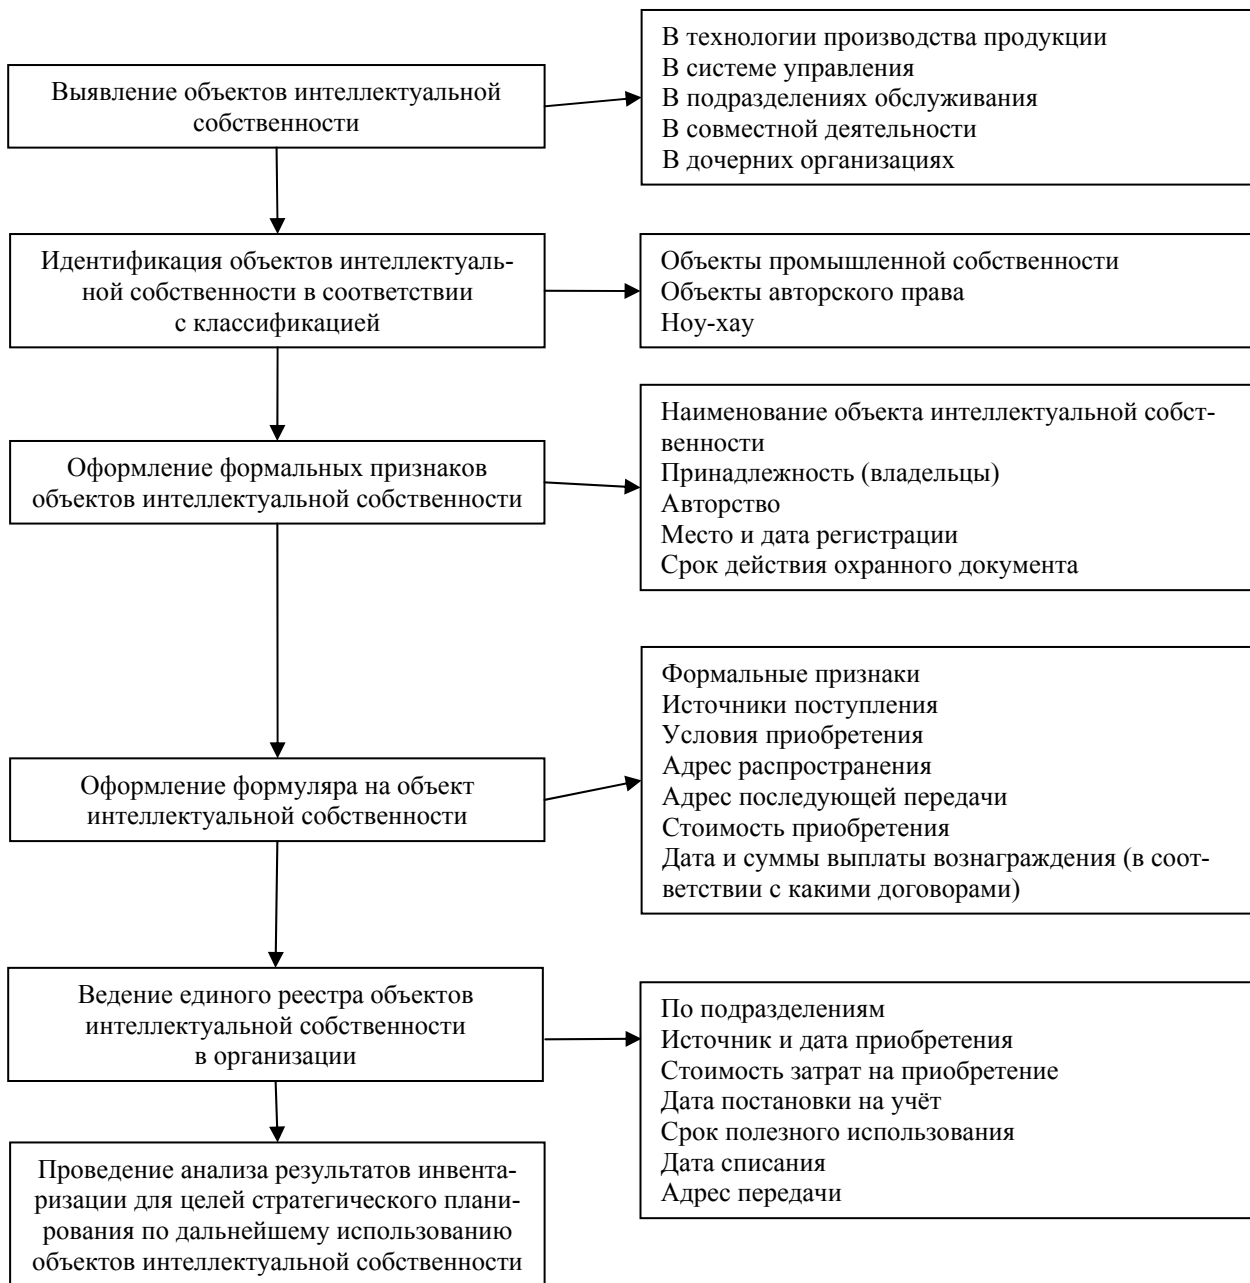 Выявление объектов интеллектуальной
собственности
В технологии производства продукции
В системе управления
В подразделениях обслуживания
В совместной деятельности
В дочерних организациях
Идентификация объектов интеллектуаль-
ной собственности в соответствии
с классификацией
Объекты промышленной собственности
Объекты авторского права
Ноу-хау
Оформление формальных признаков
объектов интеллектуальной собственности
Наименование объекта интеллектуальной собст-
венности
Принадлежность (владельцы)
Авторство
Место и дата регистрации
Срок действия охранного документа
Оформление формуляра на объект
интеллектуальной собственности
Формальные признаки
Источники поступления
Условия приобретения
Адрес распространения
Адрес последующей передачи
Стоимость приобретения
Дата и суммы выплаты вознаграждения (в соот-
ветствии с какими договорами)
Ведение единого реестра объектов
интеллектуальной собственности
в организации
По подразделениям
Источник и дата приобретения
Стоимость затрат на приобретение
Дата постановки на учёт
Срок полезного использования
Дата списания
Адрес передачи
Проведение анализа результатов инвента-
ризации для целей стратегического плани-
рования по дальнейшему использованию
объектов интеллектуальной собственности